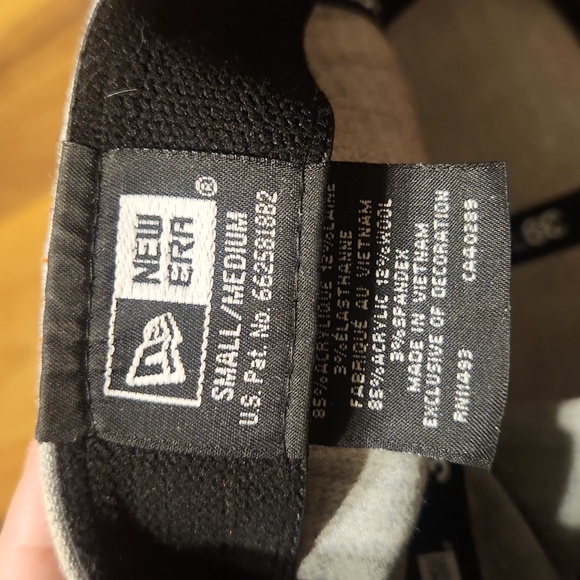 NEW
ERA
®
SMALL/MEDIUM
U.S. Pat. No. 6625818B2
85%ACRYLIQUE 12%LAINE
3%ÉLASTHANNE
FABRIQUÉ AU VIETNAM
85%ACRYLIC 12%WOOL
3%SPANDEX
MADE IN VIETNAM
EXCLUSIVE OF DECORATION
RN11493 CA40289
39